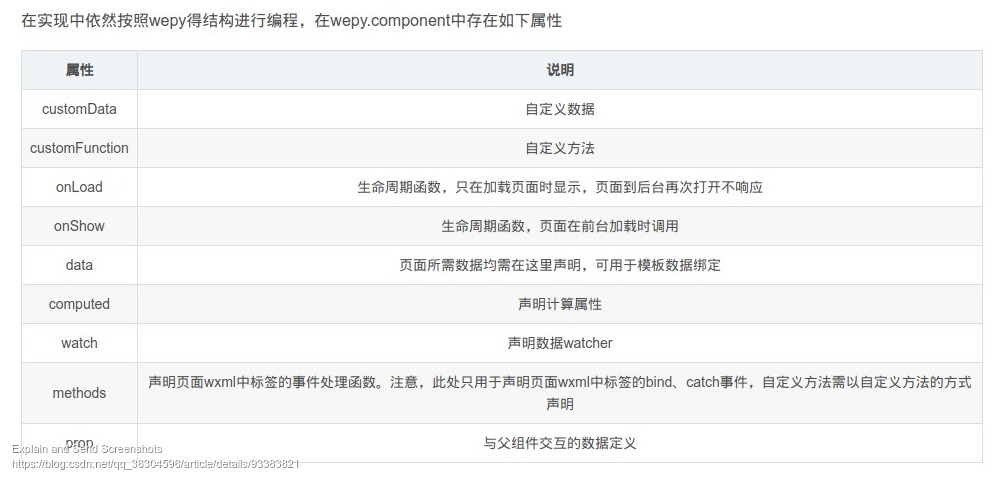 在实现中依然按照wepy得结构进行编程，在wepy.component中存在如下属性
属性 说明
customData 自定义数据
customFunction 自定义方法
onLoad 生命周期函数，只在加载页面时显示，页面到后台再次打开不响应
onShow 生命周期函数，页面在前台加载时调用
data 页面所需数据均需在这里声明，可用于模板数据绑定
computed 声明计算属性
watch 声明数据watcher
methods 声明页面wxml中标签的事件处理函数。注意，此处只用于声明页面wxml中标签的bind、catch事件，自定义方法需以自定义方法的方式
声明
prop 与父组件交互的数据定义
Explain and Send Screenshots
https://blog.csdn.net/qq_36304596/article/details/93383821